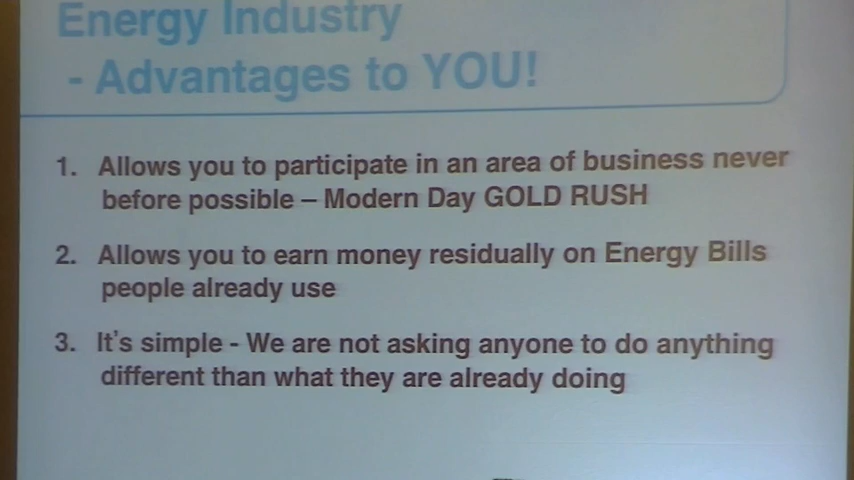 Energy Industry
- Advantages to YOU!
1. Allows you to participate in an area of business never
before possible – Modern Day GOLD RUSH
2. Allows you to earn money residually on Energy Bills
people already use
3. It's simple - We are not asking anyone to do anything
different than what they are already doing